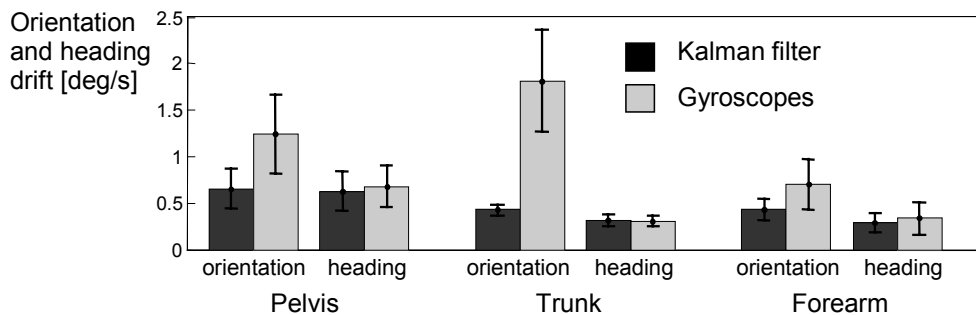 Orientation
and heading
drift [deg/s]
2.5
2
1.5
1
0.5
0
Kalman filter
Gyroscopes
orientation heading orientation heading orientation heading
Pelvis Trunk Forearm